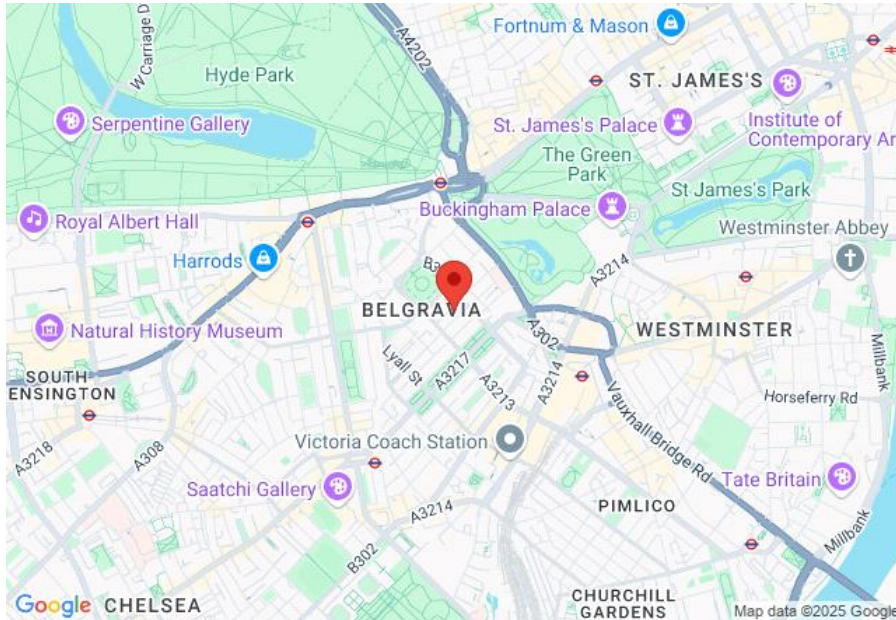 Fortnum & Mason
A4202
W Carriage D
Hyde Park
ST. JAMES'S
Serpentine Gallery
St. James's Palace
Institute of
Contemporary Ar
The Green
Park
St James's Park
Royal Albert Hall
Buckingham Palace
Westminster Abbey
Harrods
B3
A3214
BELGRAVIA
Natural History Museum
A302
WESTMINSTER
Millbank
Lyall St
A3217
A3214
SOUTH
ENSINGTON
A3213
Vauxhall Bridge Rd
Horseferry Rd
A3218
A308
Victoria Coach Station
Tate Britain
Saatchi Gallery
A3214
PIMLICO
B302
Millbank
Google
CHELSEA
CHURCHILL
GARDENS
Map data ©2025 Google